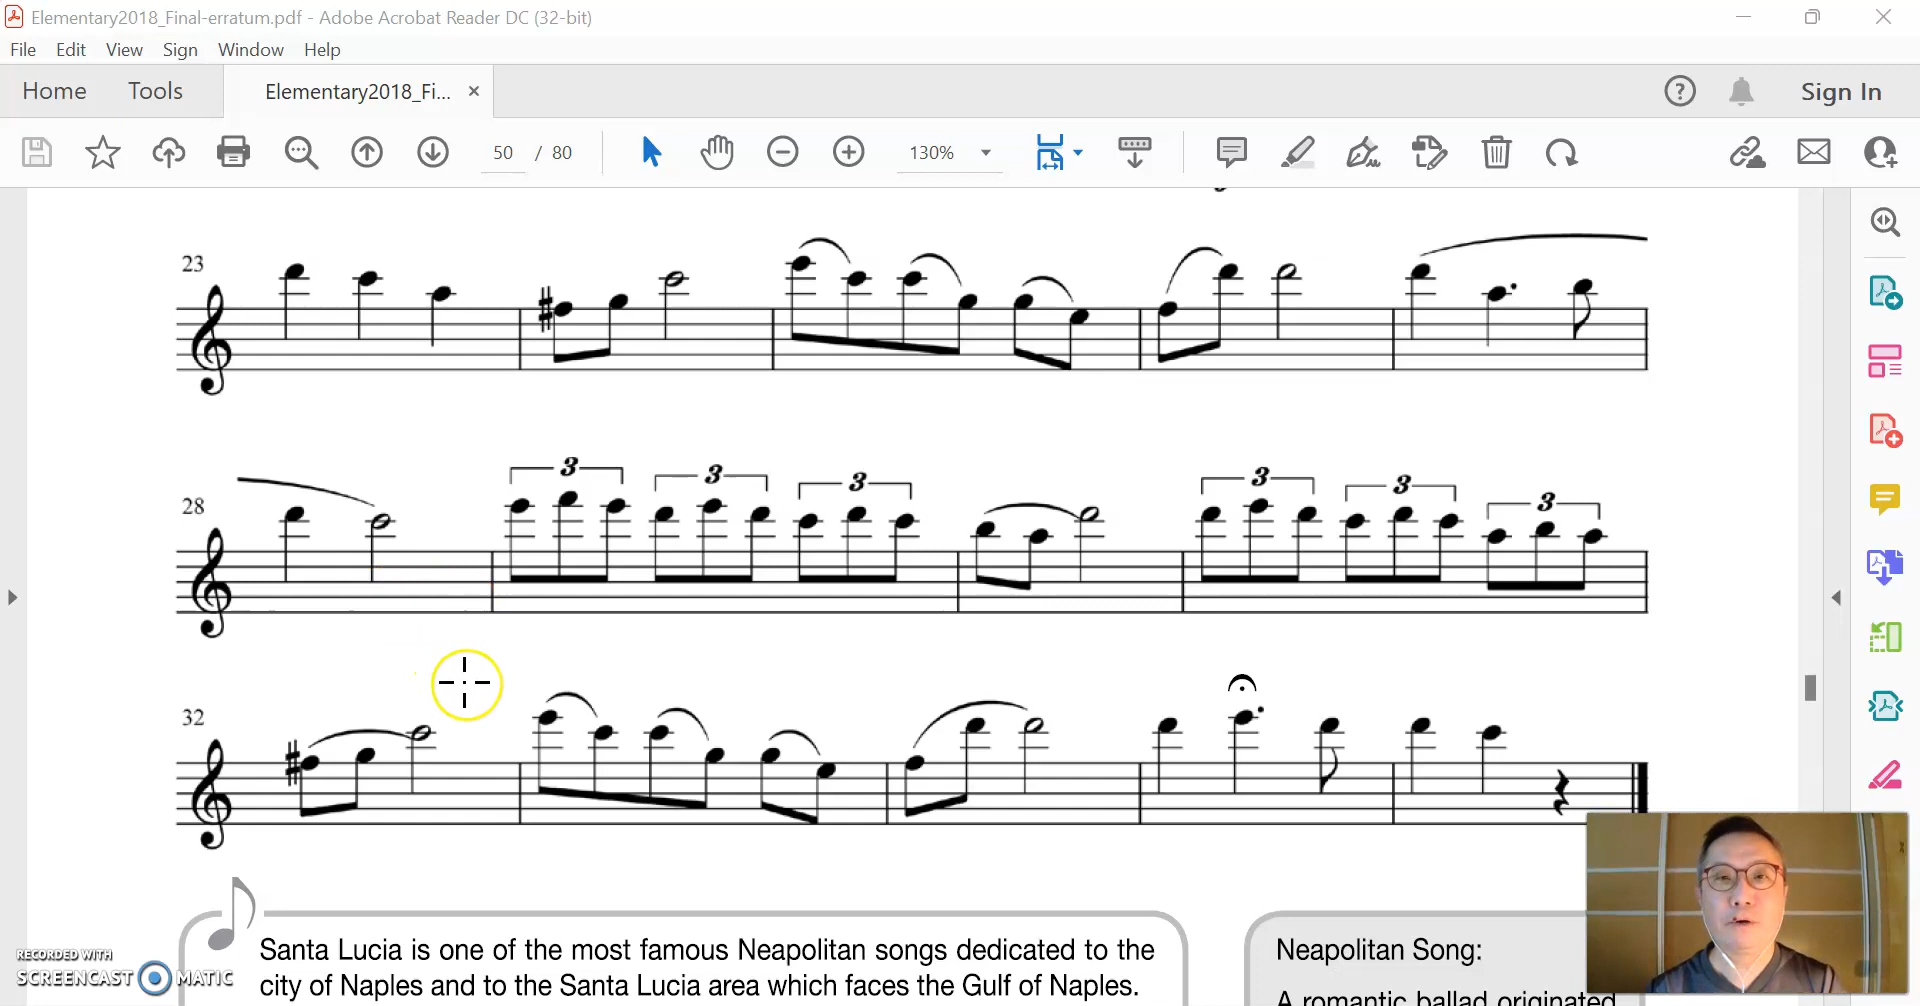 Elementary2018_Final-erratum.pdf - Adobe Acrobat Reader DC (32-bit)
File Edit View Sign Window Help
Home Tools Elementary2018_Fi... × Sign In
50 / 80 130%
23
28 3 3 3 3 3 3
32
Santa Lucia is one of the most famous Neapolitan songs dedicated to the
city of Naples and to the Santa Lucia area which faces the Gulf of Naples.
Neapolitan Song:
A romantic ballad originated
RECORDED WITH
SCREENCAST MATIC